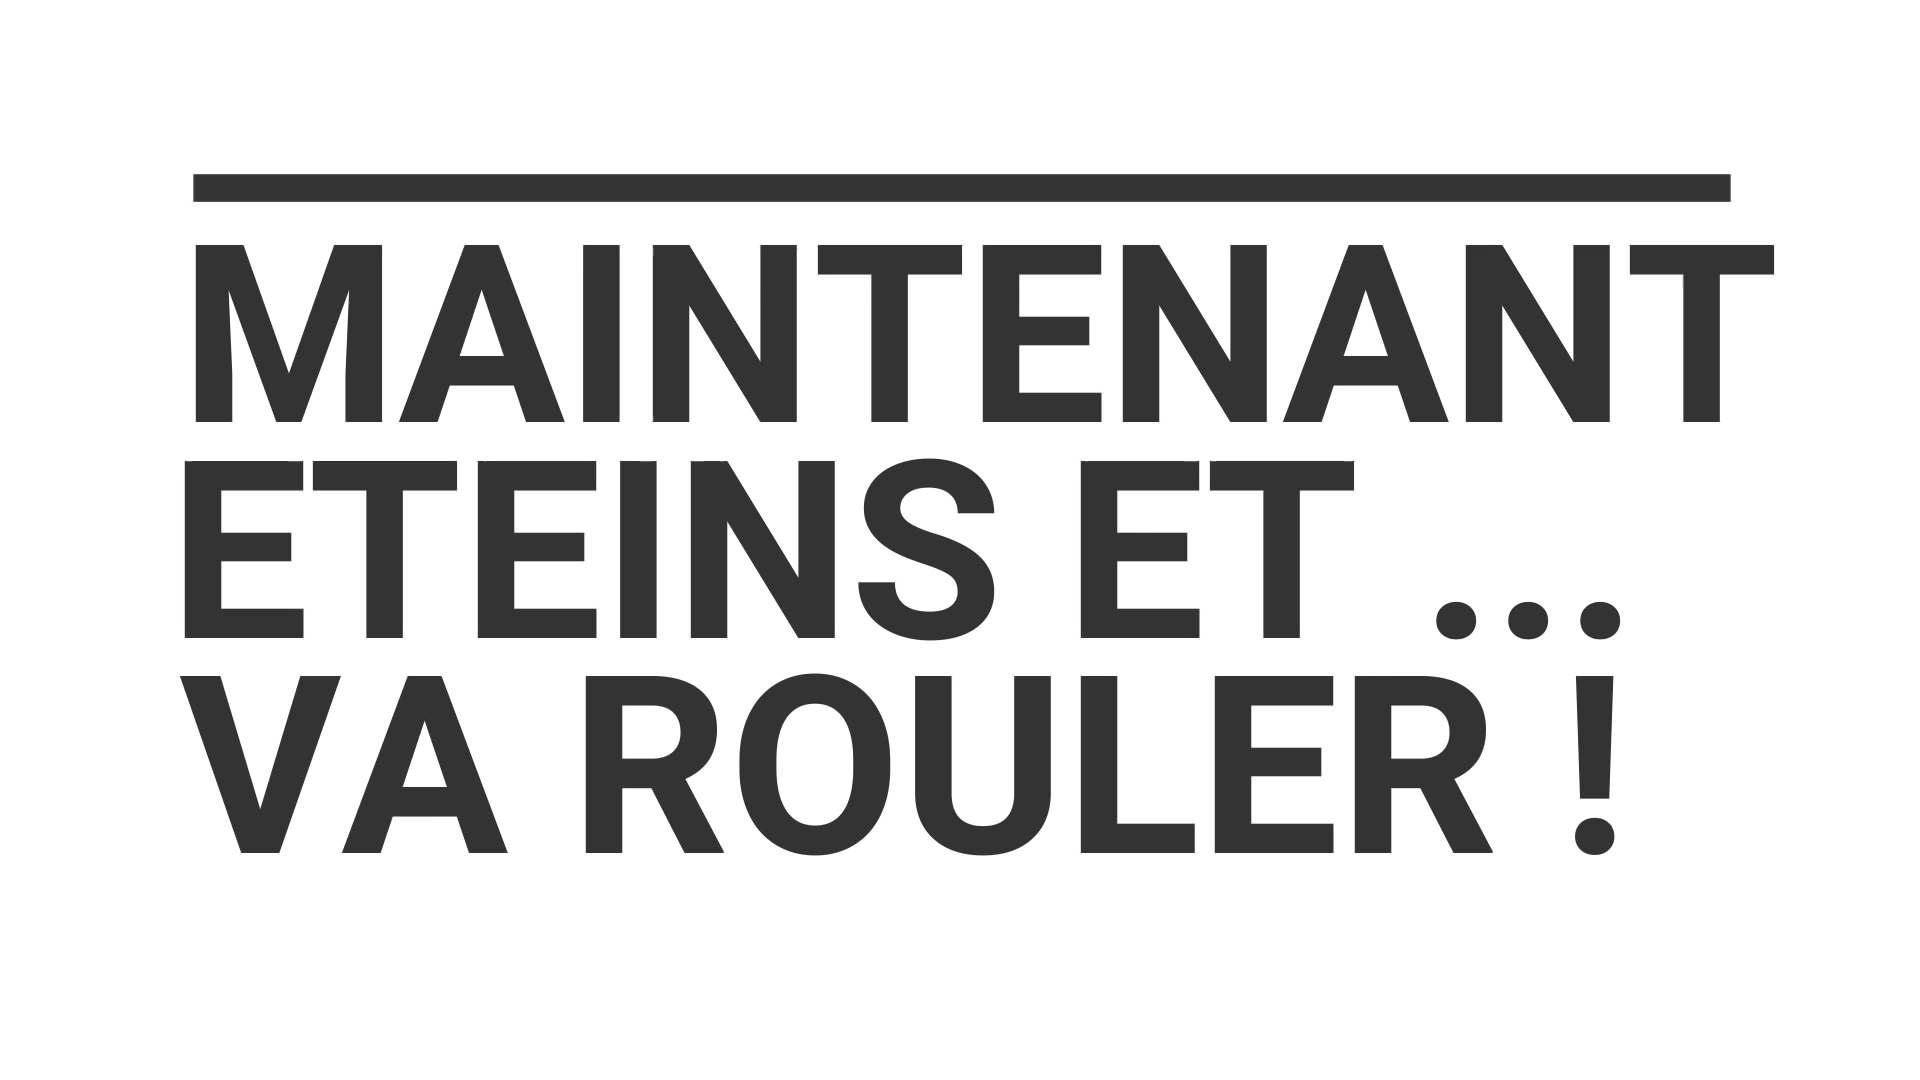 MAINTENANT
ETEINS ET ...
VA ROULER !